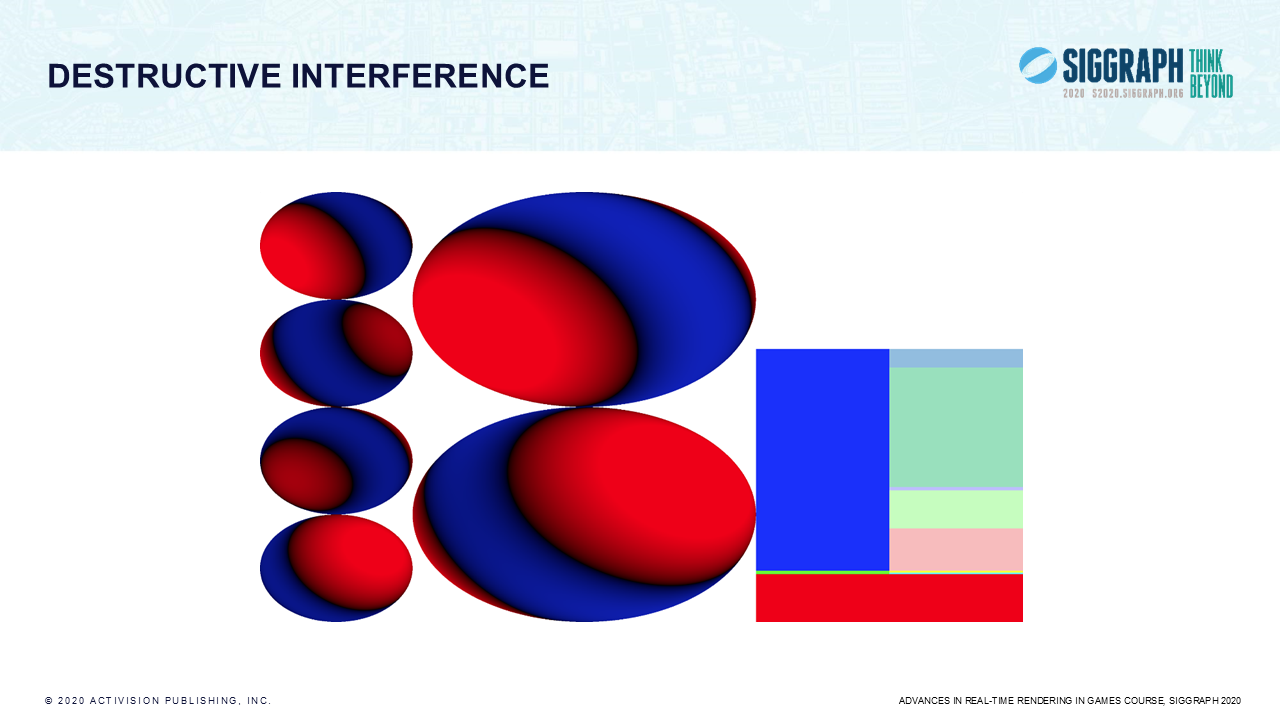 DESTRUCTIVE INTERFERENCE
SIGGRAPH THINK BEYOND
2020 S2020.SIGGRAPH.ORG
© 2020 ACTIVISION PUBLISHING, INC.
ADVANCES IN REAL-TIME RENDERING IN GAMES COURSE, SIGGRAPH 2020